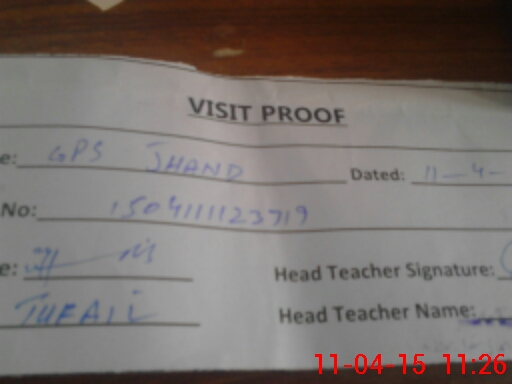 VISIT PROOF
e: GPS JHAND Dated: 11-4-
No: 1504111123719
e: Head Teacher Signature:
TUFAIL Head Teacher Name:
11-04-15 11:26